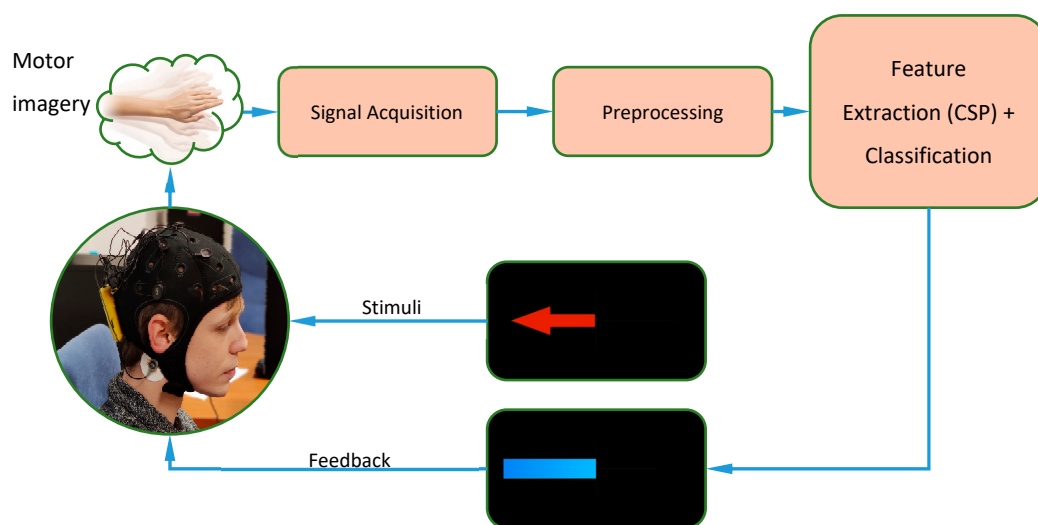 Motor
imagery
Signal Acquisition
Preprocessing
Feature
Extraction (CSP) +
Classification
Stimuli
Feedback